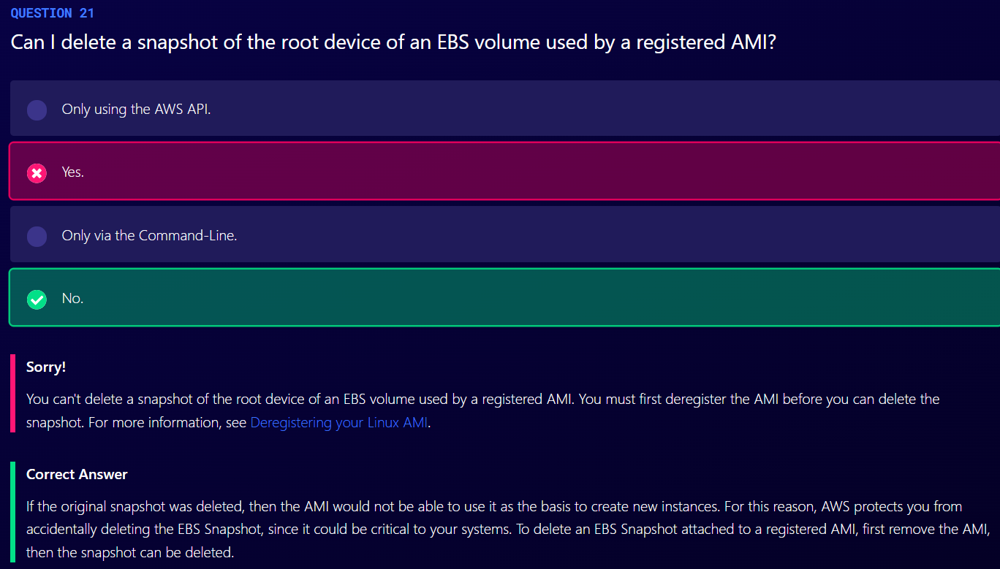 QUESTION 21
Can I delete a snapshot of the root device of an EBS volume used by a registered AMI?
Only using the AWS API.
Yes.
Only via the Command-Line.
No.
Sorry!
You can't delete a snapshot of the root device of an EBS volume used by a registered AMI. You must first deregister the AMI before you can delete the
snapshot. For more information, see Deregistering your Linux AMI.
Correct Answer
If the original snapshot was deleted, then the AMI would not be able to use it as the basis to create new instances. For this reason, AWS protects you from
accidentally deleting the EBS Snapshot, since it could be critical to your systems. To delete an EBS Snapshot attached to a registered AMI, first remove the AMI,
then the snapshot can be deleted.